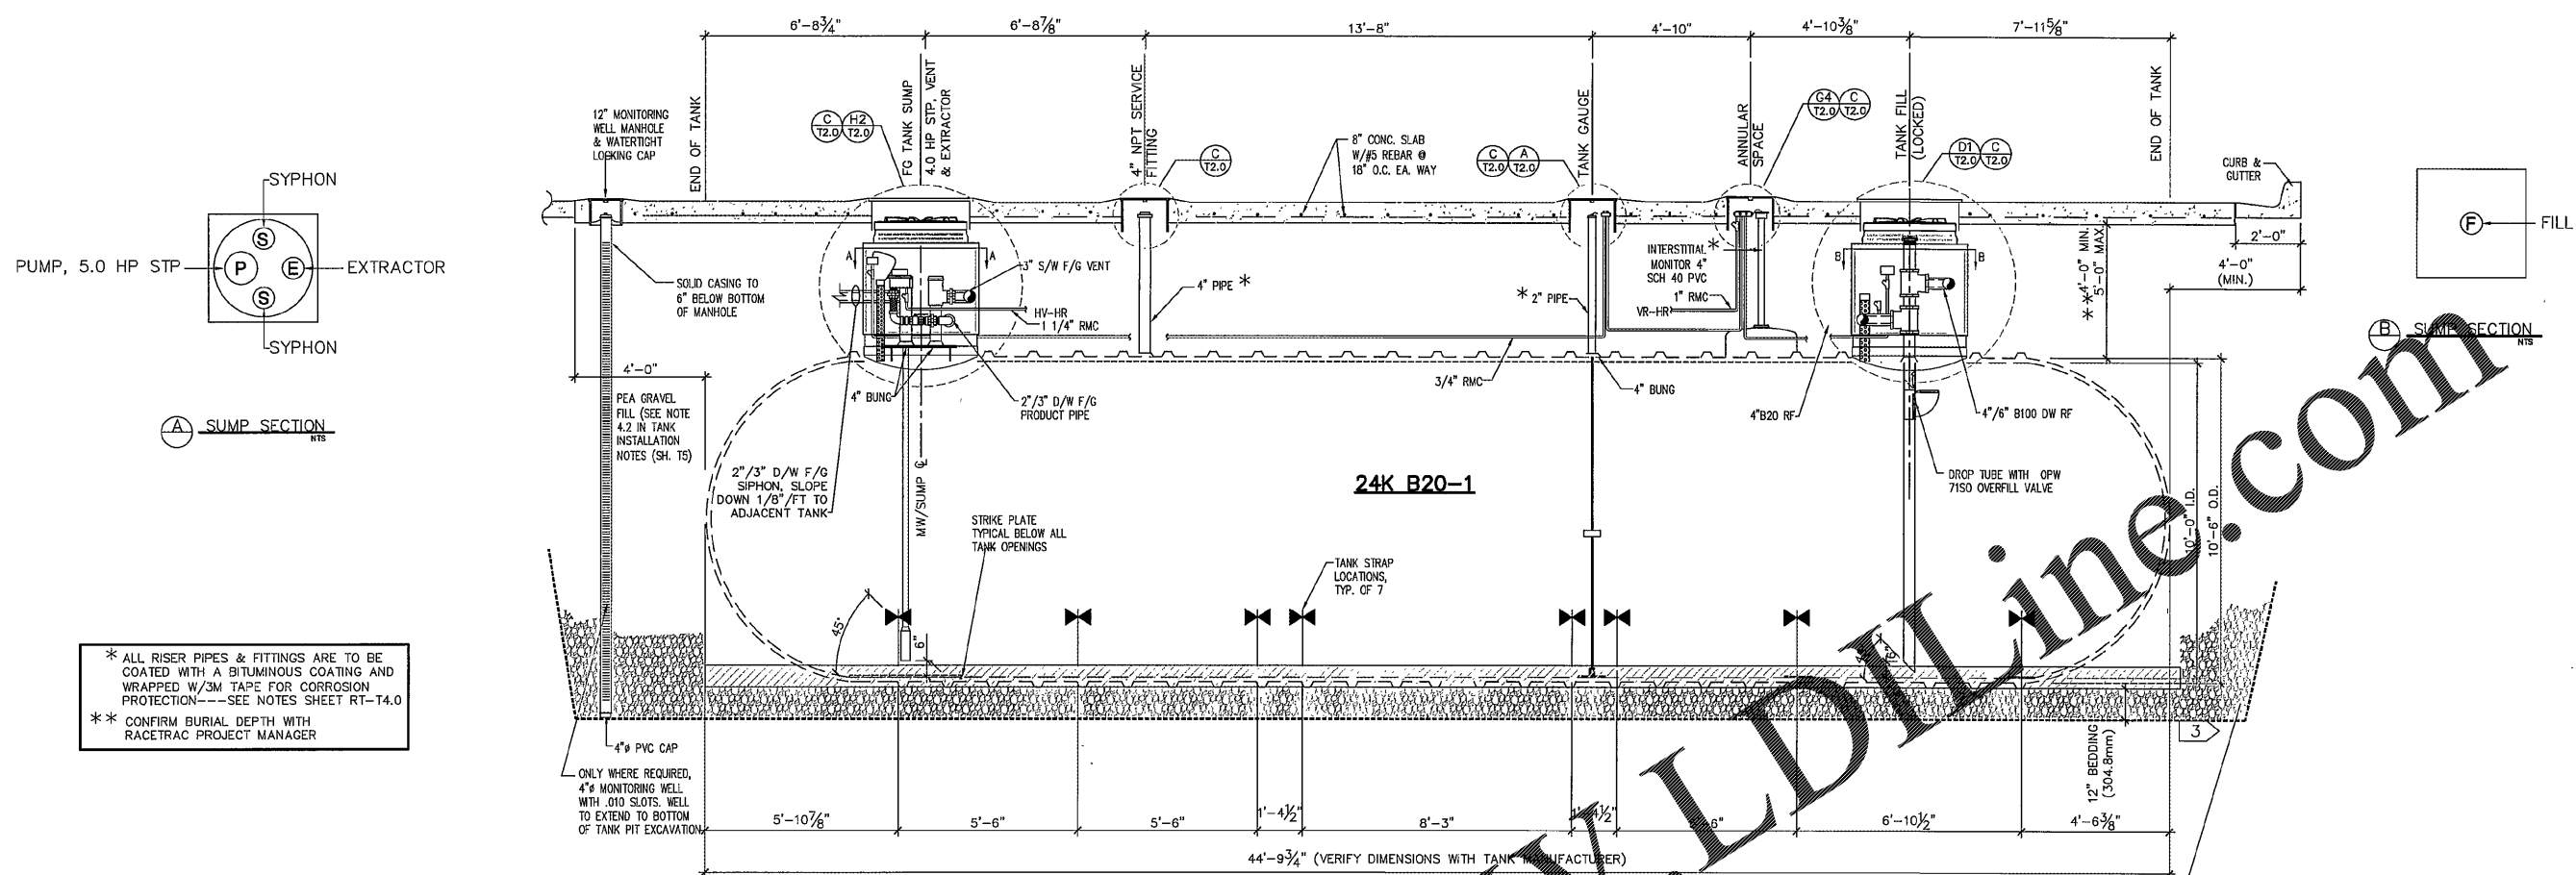 6'-8¾"
6'-8⅞"
13'-8"
4'-10"
4'-10⅜"
7'-11⅝"
12" MONITORING
WELL MANHOLE
& WATERTIGHT
LOCKING CAP
END OF TANK
C
T2.0
H2
T2.0
FG TANK SUMP
4.0 HP STP, VENT
& EXTRACTOR
4" NPT SERVICE
FITTING
C
T2.0
8" CONC. SLAB
W/#5 REBAR @
18" O.C. EA. WAY
C
T2.0
A
T2.0
TANK GAUGE
G4
T2.0
C
T2.0
ANNULAR
SPACE
TANK FILL
(LOCKED)
D1
T2.0
C
T2.0
END OF TANK
CURB &
GUTTER
SYPHON
S
PUMP, 5.0 HP STP
P
E
EXTRACTOR
S
SYPHON
A SUMP SECTION
NTS
F
FILL
B SUMP SECTION
NTS
2'-0"
4'-0"
(MIN.)
**4'-0" MIN.
5'-0" MAX.
SOLID CASING TO
6" BELOW BOTTOM
OF MANHOLE
A
A
3" S/W F/G VENT
HV-HR
1 1/4" RMC
4" PIPE *
* 2" PIPE
INTERSTITIAL *
MONITOR 4"
SCH 40 PVC
1" RMC
VR-HR
B
B
4'-0"
PEA GRAVEL
FILL (SEE NOTE
4.2 IN TANK
INSTALLATION
NOTES (SH. T5)
4" BUNG
2"/3" D/W F/G
PRODUCT PIPE
3/4" RMC
4" BUNG
4"B20 RF
4"/6" B100 DW RF
2"/3" D/W F/G
SIPHON, SLOPE
DOWN 1/8"/FT TO
ADJACENT TANK
MW/SUMP ℄
24K B20-1
DROP TUBE WITH OPW
71SO OVERFILL VALVE
10'-0" I.D.
10'-6" O.D.
STRIKE PLATE
TYPICAL BELOW ALL
TANK OPENINGS
TANK STRAP
LOCATIONS,
TYP. OF 7
45°
6"
6"
* ALL RISER PIPES & FITTINGS ARE TO BE
COATED WITH A BITUMINOUS COATING AND
WRAPPED W/3M TAPE FOR CORROSION
PROTECTION---SEE NOTES SHEET RT-T4.0
** CONFIRM BURIAL DEPTH WITH
RACETRAC PROJECT MANAGER
4"ø PVC CAP
ONLY WHERE REQUIRED,
4"ø MONITORING WELL
WITH .010 SLOTS. WELL
TO EXTEND TO BOTTOM
OF TANK PIT EXCAVATION
3
12" BEDDING
(304.8mm)
5'-10⅞"
5'-6"
5'-6"
1'-4½"
8'-3"
1'-4½"
5'-6"
6'-10½"
4'-6⅜"
44'-9¾" (VERIFY DIMENSIONS WITH TANK MANUFACTURER)